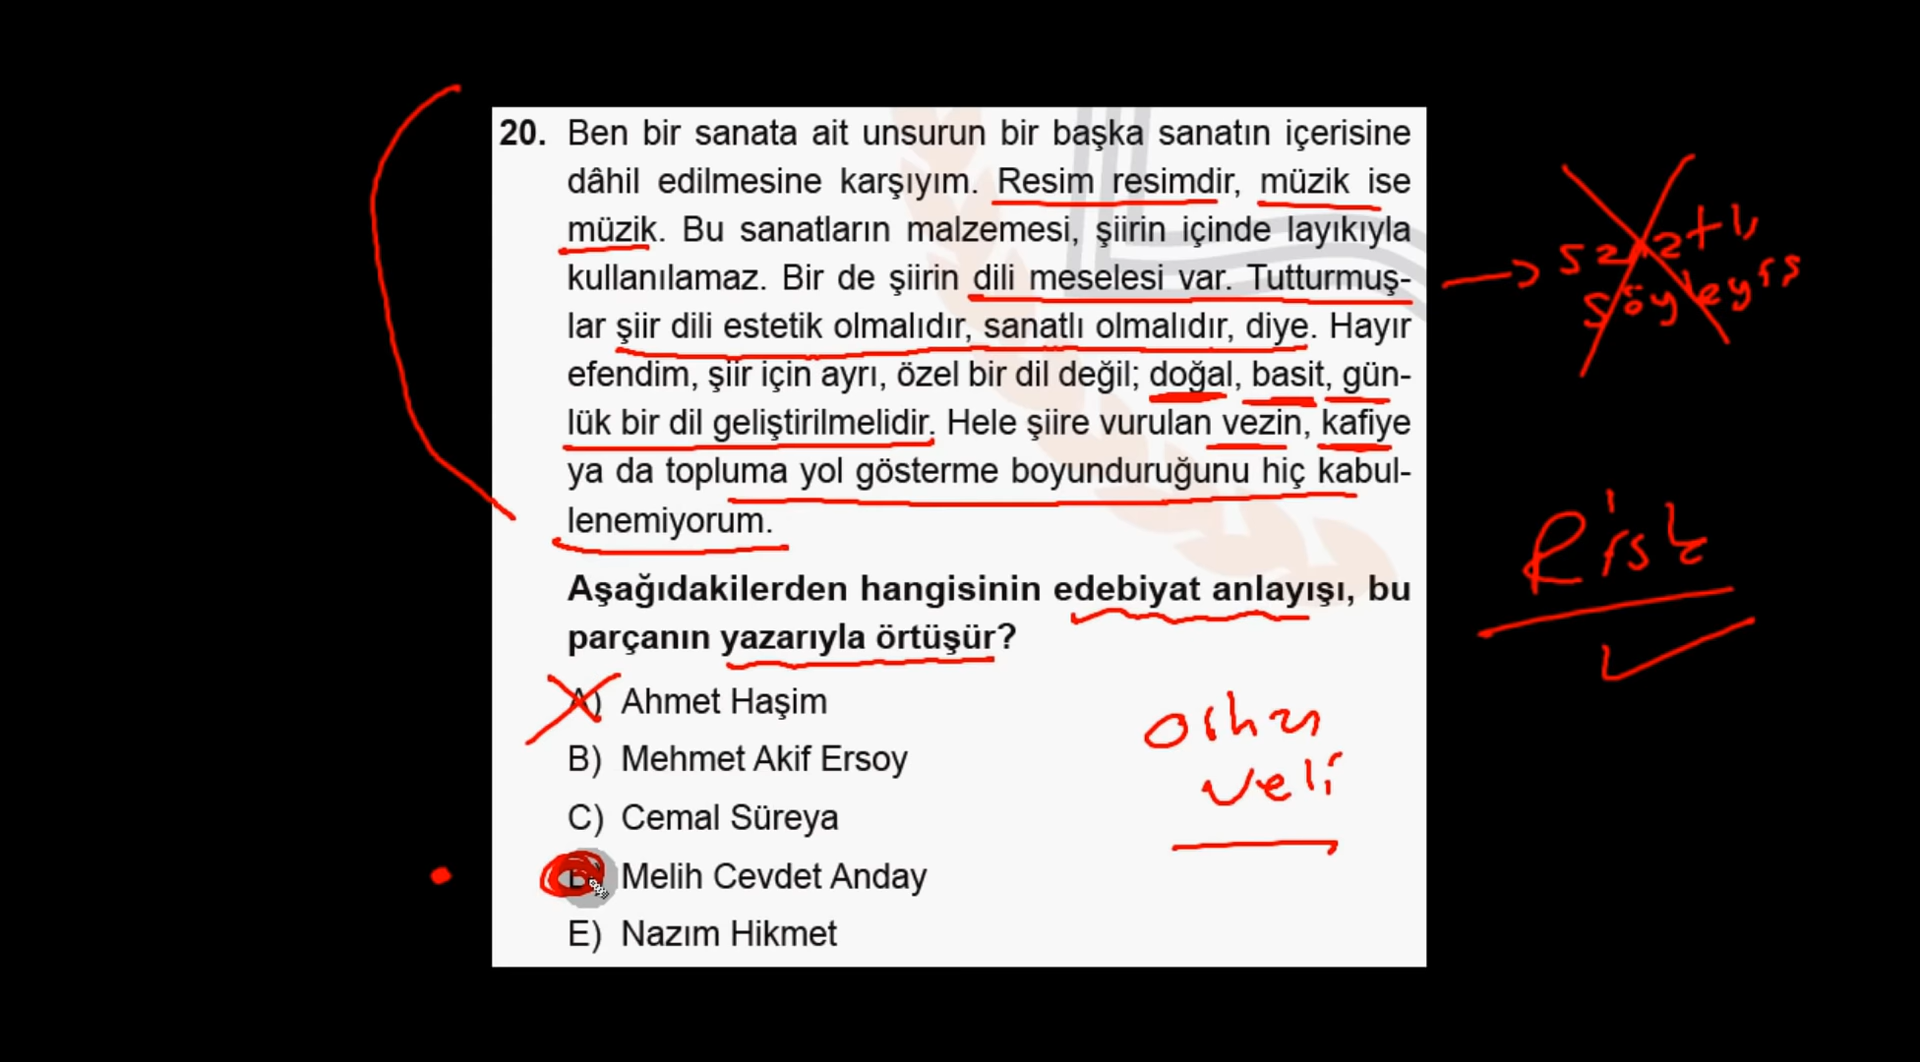 20. Ben bir sanata ait unsurun bir başka sanatın içerisine
dâhil edilmesine karşıyım. Resim resimdir, müzik ise
müzik. Bu sanatların malzemesi, şiirin içinde layıkıyla
kullanılamaz. Bir de şiirin dili meselesi var. Tutturmuş-
lar şiir dili estetik olmalıdır, sanatlı olmalıdır, diye. Hayır
efendim, şiir için ayrı, özel bir dil değil; doğal, basit, gün-
lük bir dil geliştirilmelidir. Hele şiire vurulan vezin, kafiye
ya da topluma yol gösterme boyunduruğunu hiç kabul-
lenemiyorum.
Aşağıdakilerden hangisinin edebiyat anlayışı, bu
parçanın yazarıyla örtüşür?
A) Ahmet Haşim
B) Mehmet Akif Ersoy
C) Cemal Süreya
D) Melih Cevdet Anday
E) Nazım Hikmet
orhan
veli
sanatlı
söyleyiş
Risk